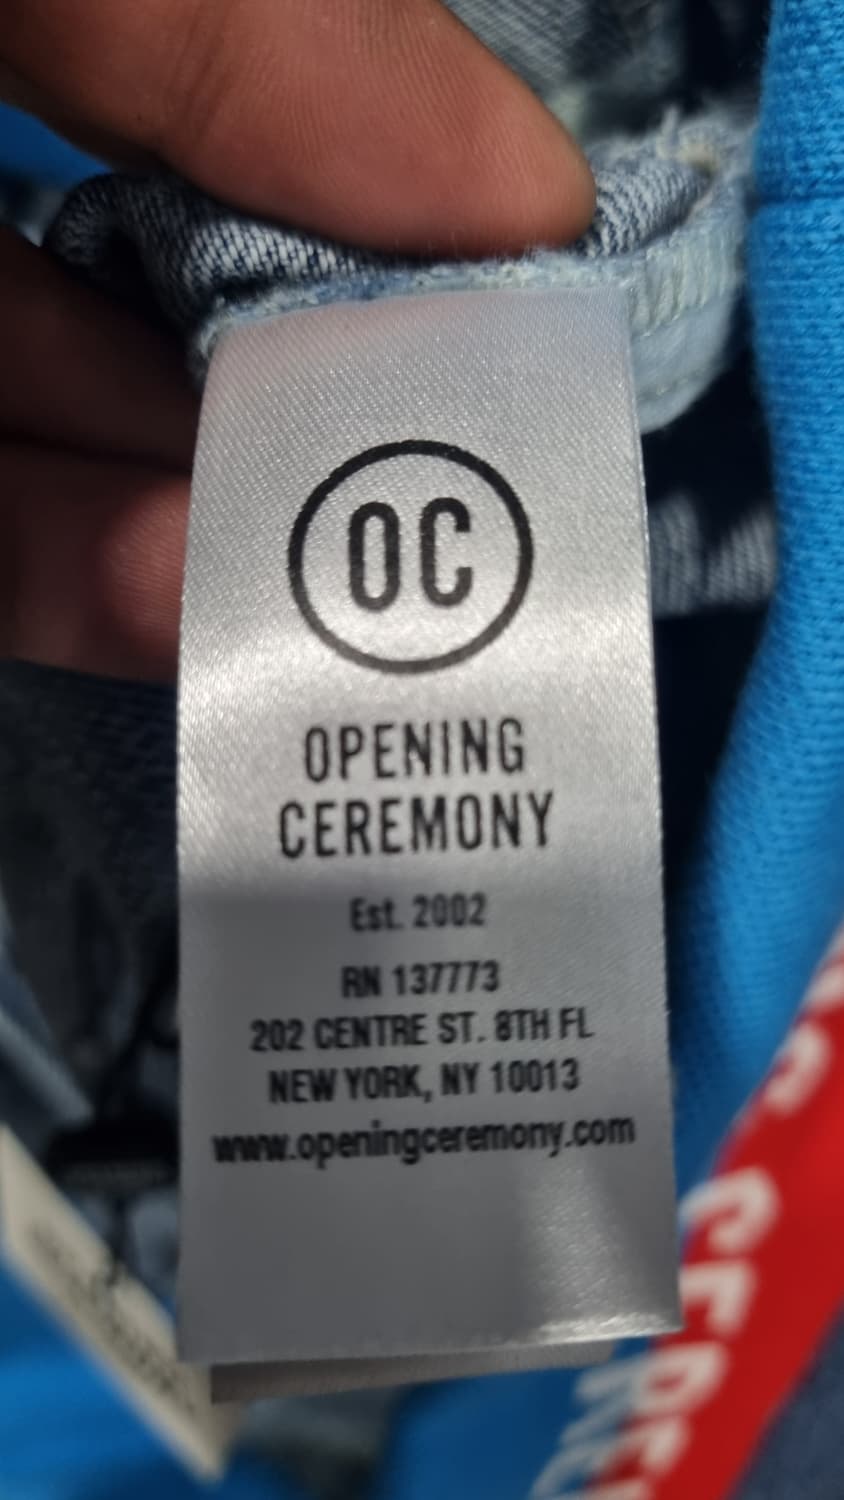 OC
OPENING
CEREMONY
Est. 2002
RN 137773
202 CENTRE ST. 8TH FL
NEW YORK, NY 10013
www.openingceremony.com